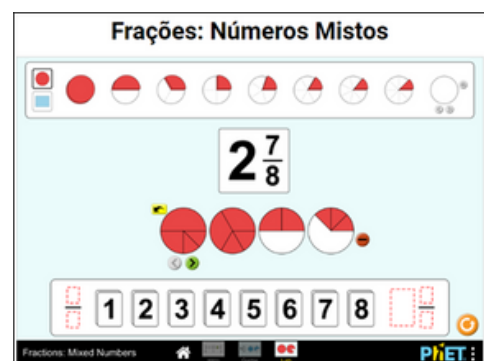 Frações: Números Mistos
2 7/8
1 2 3 4 5 6 7 8
Fractions: Mixed Numbers
PhET